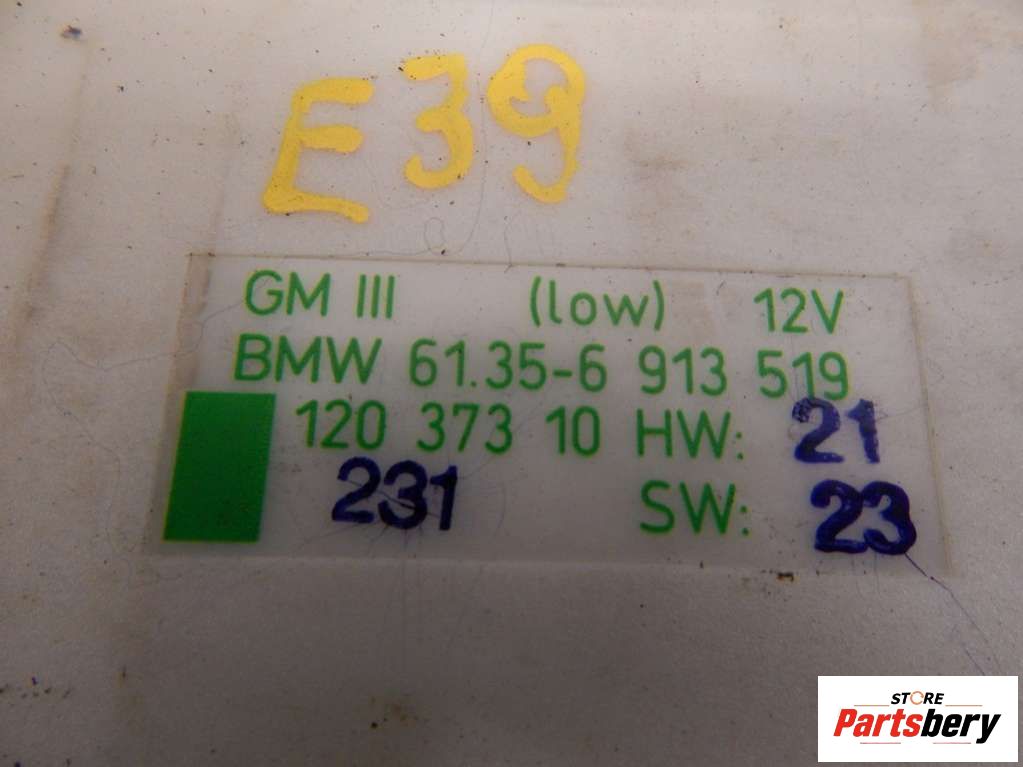 E39
GM III (low) 12V
BMW 61.35-6 913 519
120 373 10 HW: 21
231 SW: 23
STORE
Partsbery